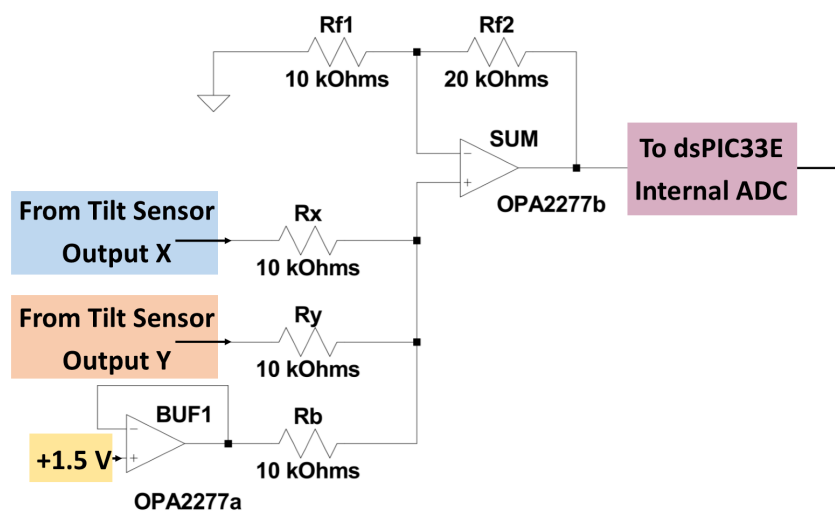 Rf1
10 kOhms
Rf2
20 kOhms
SUM
−
+
OPA2277b
To dsPIC33E
Internal ADC
From Tilt Sensor
Output X
Rx
10 kOhms
From Tilt Sensor
Output Y
Ry
10 kOhms
BUF1
−
+
+1.5 V
OPA2277a
Rb
10 kOhms